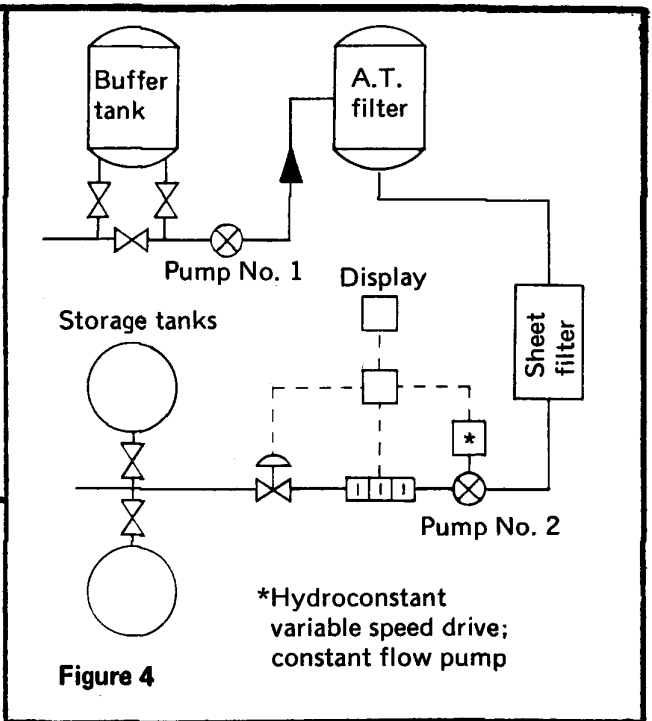 Buffer
tank
A.T.
filter
Pump No. 1
Display
Storage tanks
Sheet
filter
*
Pump No. 2
*Hydroconstant
variable speed drive;
constant flow pump
Figure 4